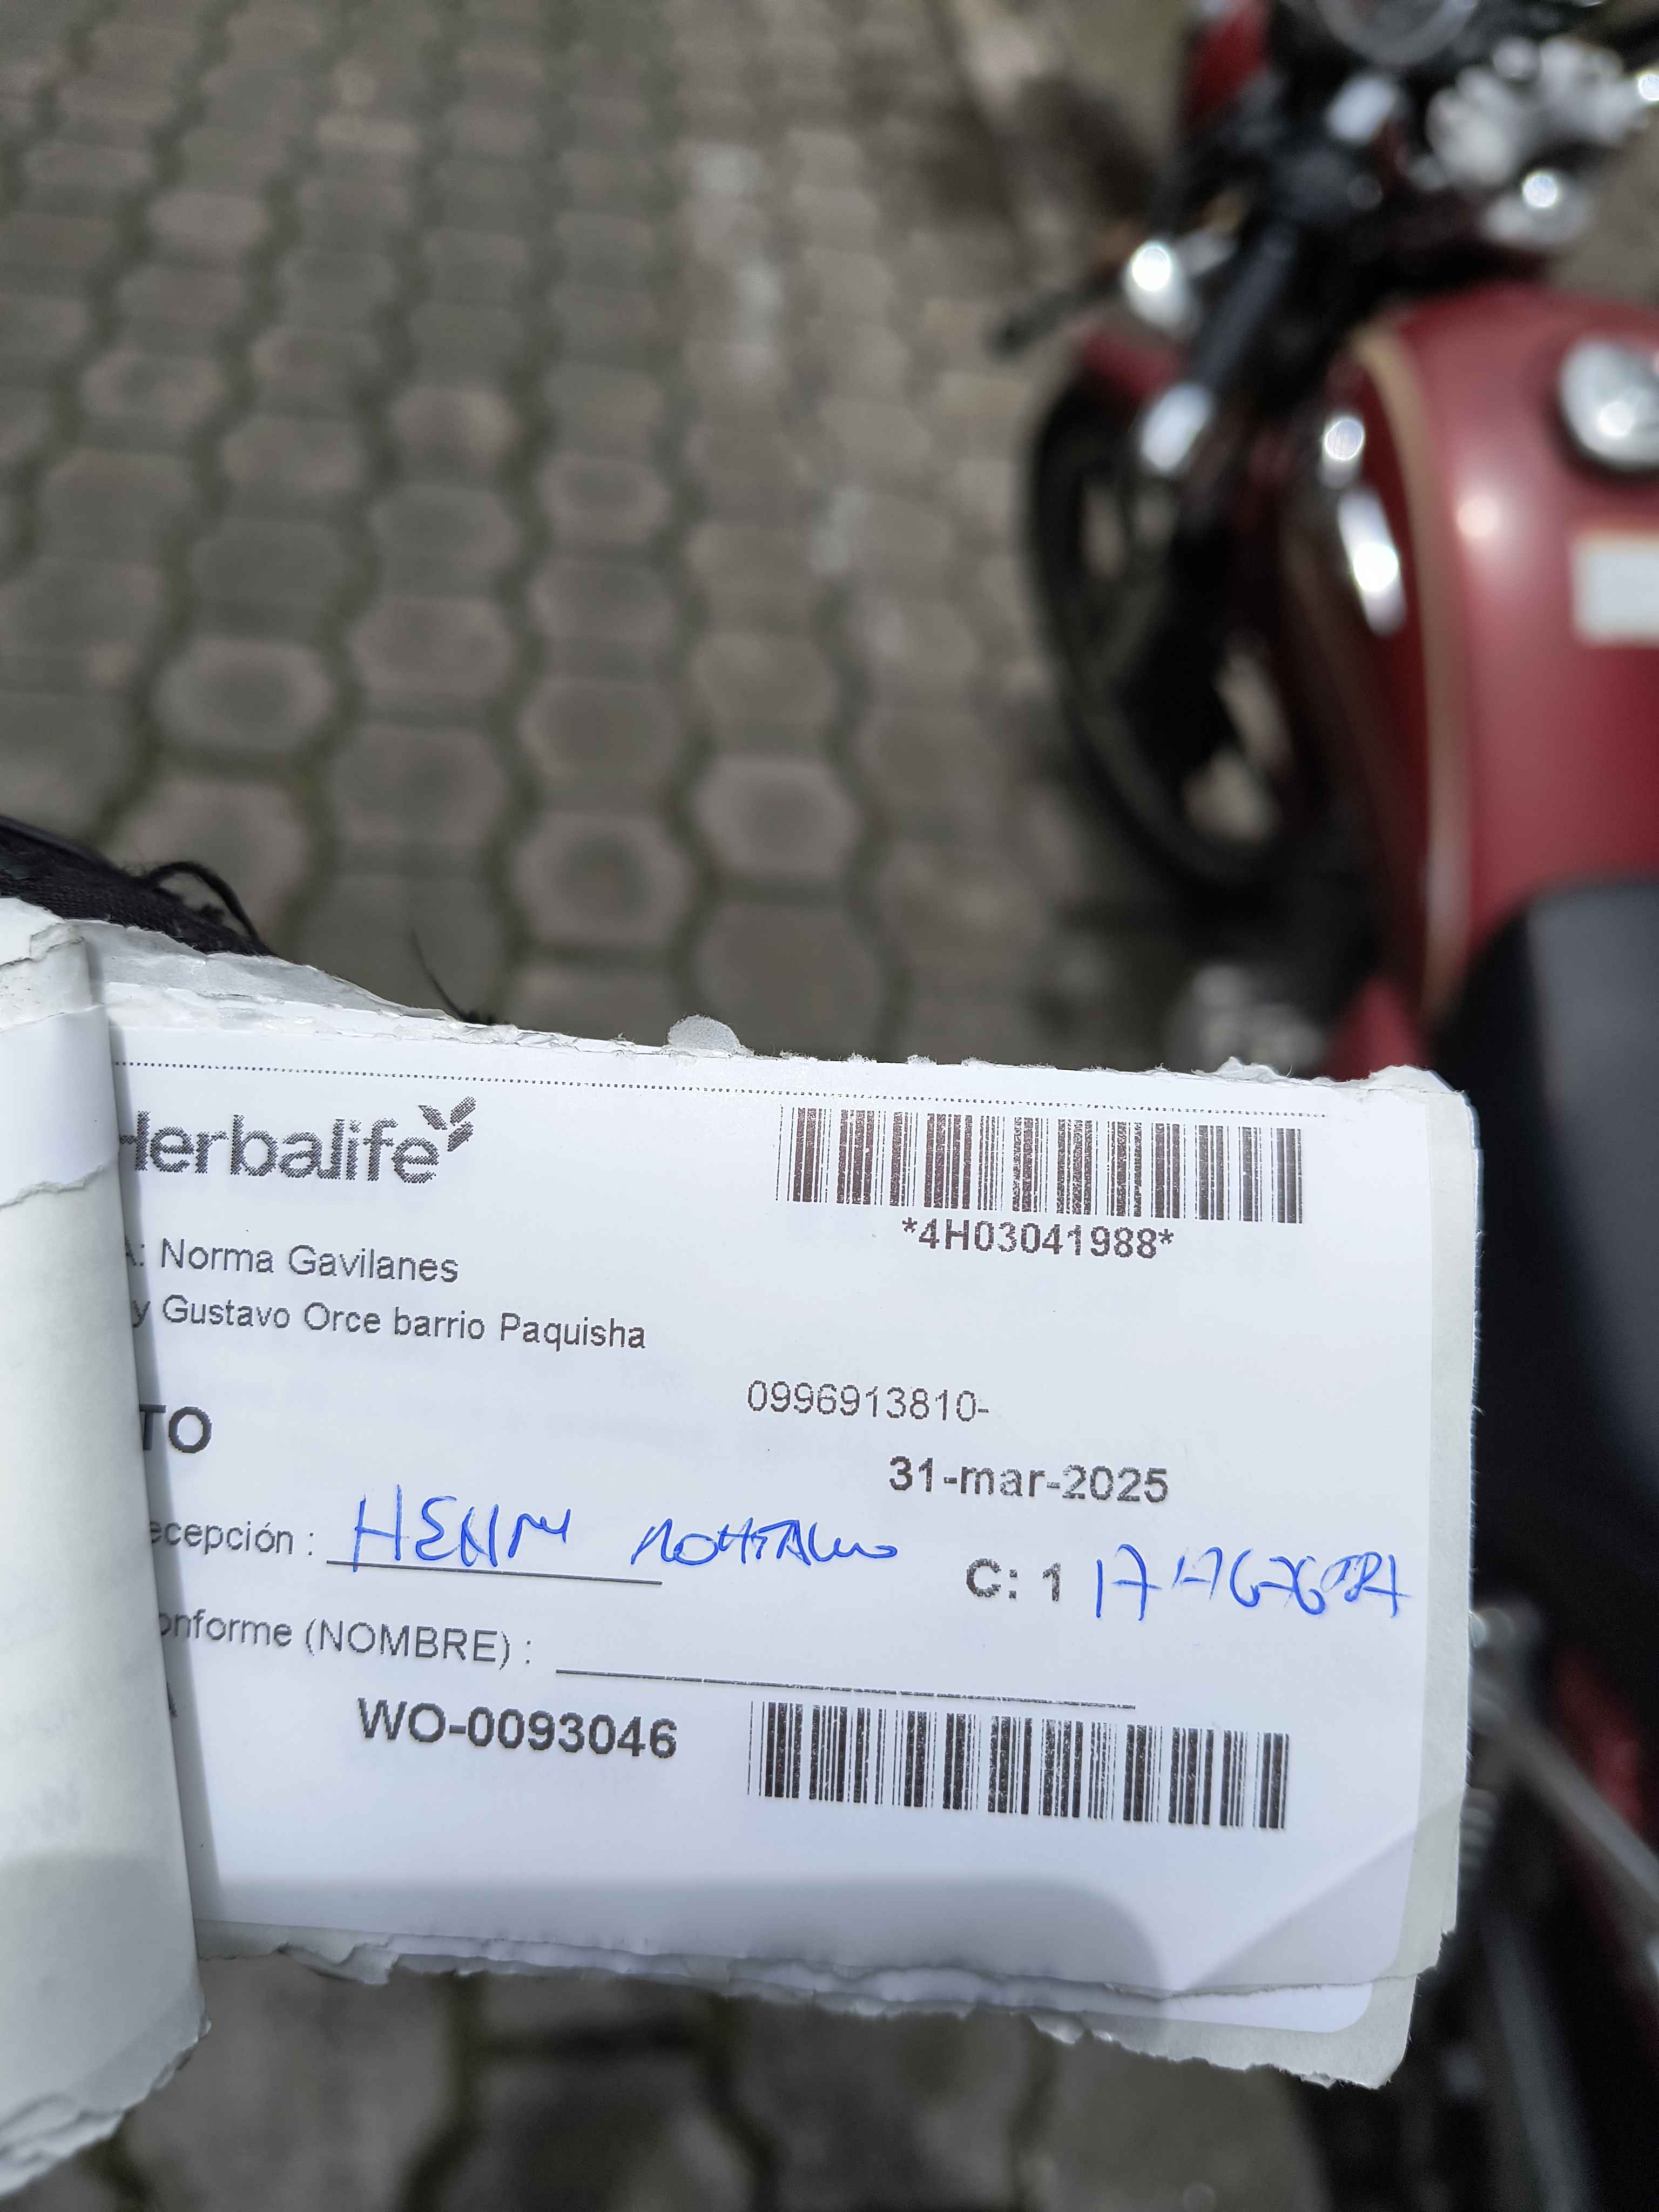 Herbalife
*4H03041988*
A: Norma Gavilanes
y Gustavo Orce barrio Paquisha
0996913810-
TO
31-mar-2025
ecepción : HENRY
C: 1
onforme (NOMBRE) :
WO-0093046